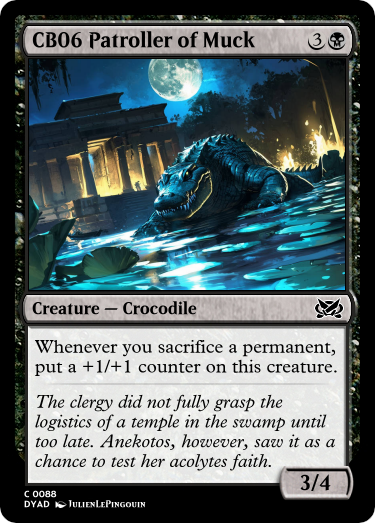 CB06 Patroller of Muck 3
Creature — Crocodile
Whenever you sacrifice a permanent,
put a +1/+1 counter on this creature.
The clergy did not fully grasp the
logistics of a temple in the swamp until
too late. Anekotos, however, saw it as a
chance to test her acolytes faith.
3/4
C 0088
DYAD JulienLePingouin